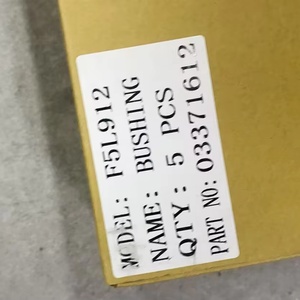 MODEL: F5L912
NAME: BUSHING
QTY: 5 PCS
PART NO: 03371612